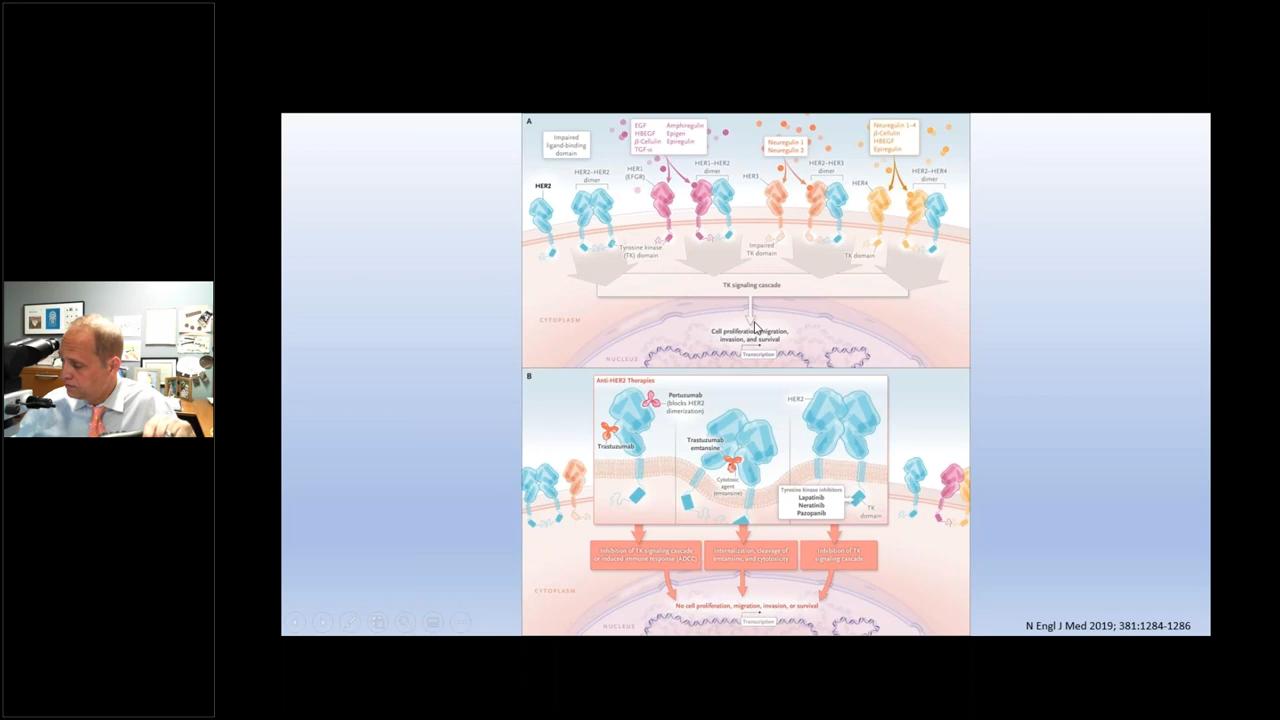 A
Impaired
ligand-binding
domain
EGF
HBEGF
β-Cellulin
TGF-α
Amphiregulin
Epigen
Epiregulin
Neuregulin 1
Neuregulin 2
Neuregulin 1–4
β-Cellulin
HBEGF
Epiregulin
HER2
HER2–HER2
dimer
HER1
(EFGR)
HER1–HER2
dimer
HER3
HER2–HER3
dimer
HER4
HER2–HER4
dimer
Tyrosine kinase
(TK) domain
Impaired
TK domain
TK domain
TK signaling cascade
CYTOPLASM
Cell proliferation, migration,
invasion, and survival
Transcription
NUCLEUS
B
Anti-HER2 Therapies
Pertuzumab
(blocks HER2
dimerization)
Trastuzumab
Trastuzumab
emtansine
Cytotoxic
agent
(emtansine)
HER2
Tyrosine kinase inhibitors
Lapatinib
Neratinib
Pazopanib
TK
domain
Inhibition of TK signaling cascade
or induced immune response (ADCC)
Internalization, cleavage of
emtansine, and cytotoxicity
Inhibition of TK
signaling cascade
CYTOPLASM
No cell proliferation, migration, invasion, or survival
Transcription
NUCLEUS
N Engl J Med 2019; 381:1284-1286